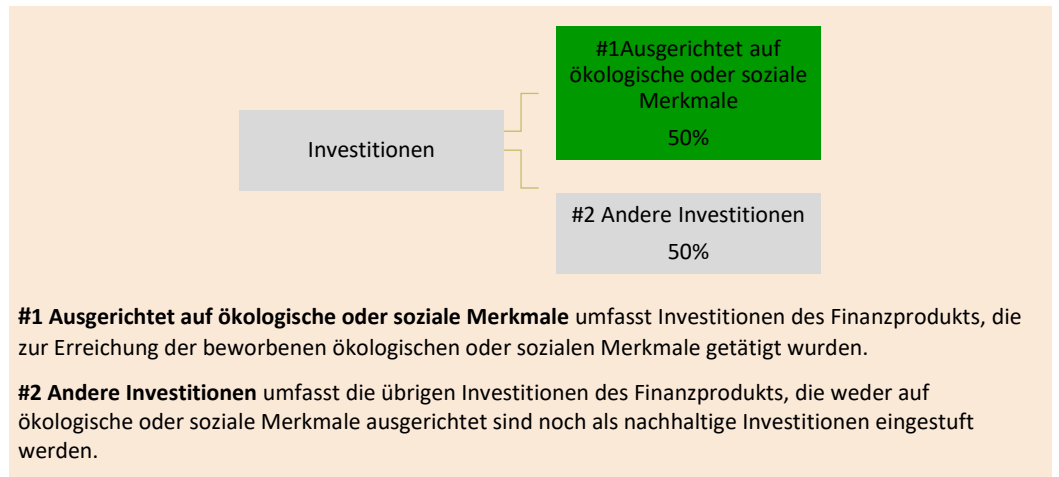 #1Ausgerichtet auf
ökologische oder soziale
Merkmale
50%
Investitionen
#2 Andere Investitionen
50%
#1 Ausgerichtet auf ökologische oder soziale Merkmale umfasst Investitionen des Finanzprodukts, die
zur Erreichung der beworbenen ökologischen oder sozialen Merkmale getätigt wurden.
#2 Andere Investitionen umfasst die übrigen Investitionen des Finanzprodukts, die weder auf
ökologische oder soziale Merkmale ausgerichtet sind noch als nachhaltige Investitionen eingestuft
werden.